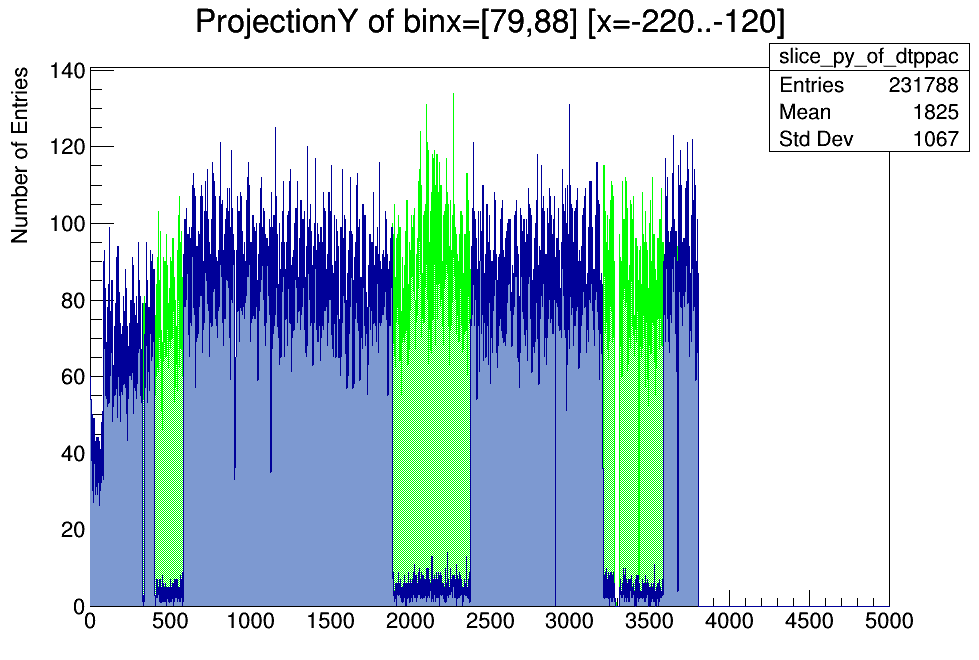 ProjectionY of binx=[79,88] [x=-220..-120]
slice_py_of_dtppac
Entries 231788
Mean 1825
Std Dev 1067
Number of Entries
140
120
100
80
60
40
20
0
0 500 1000 1500 2000 2500 3000 3500 4000 4500 5000